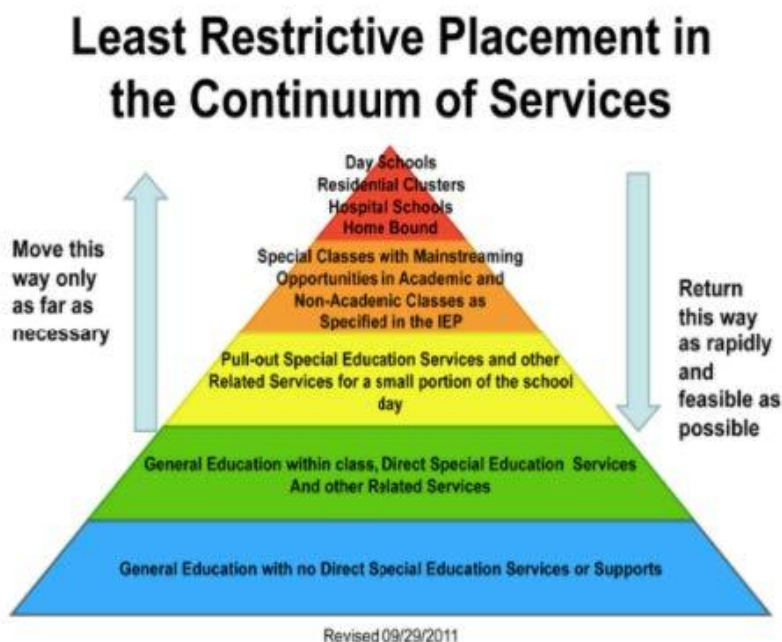 Least Restrictive Placement in
the Continuum of Services
Day Schools
Residential Clusters
Hospital Schools
Home Bound
Special Classes with Mainstreaming
Opportunities in Academic and
Non-Academic Classes as
Specified in the IEP
Pull-out Special Education Services and other
Related Services for a small portion of the school
day
General Education within class, Direct Special Education Services
And other Related Services
General Education with no Direct Special Education Services or Supports
Move this
way only
as far as
necessary
Return
this way
as rapidly
and
feasible as
possible
Revised 09/29/2011